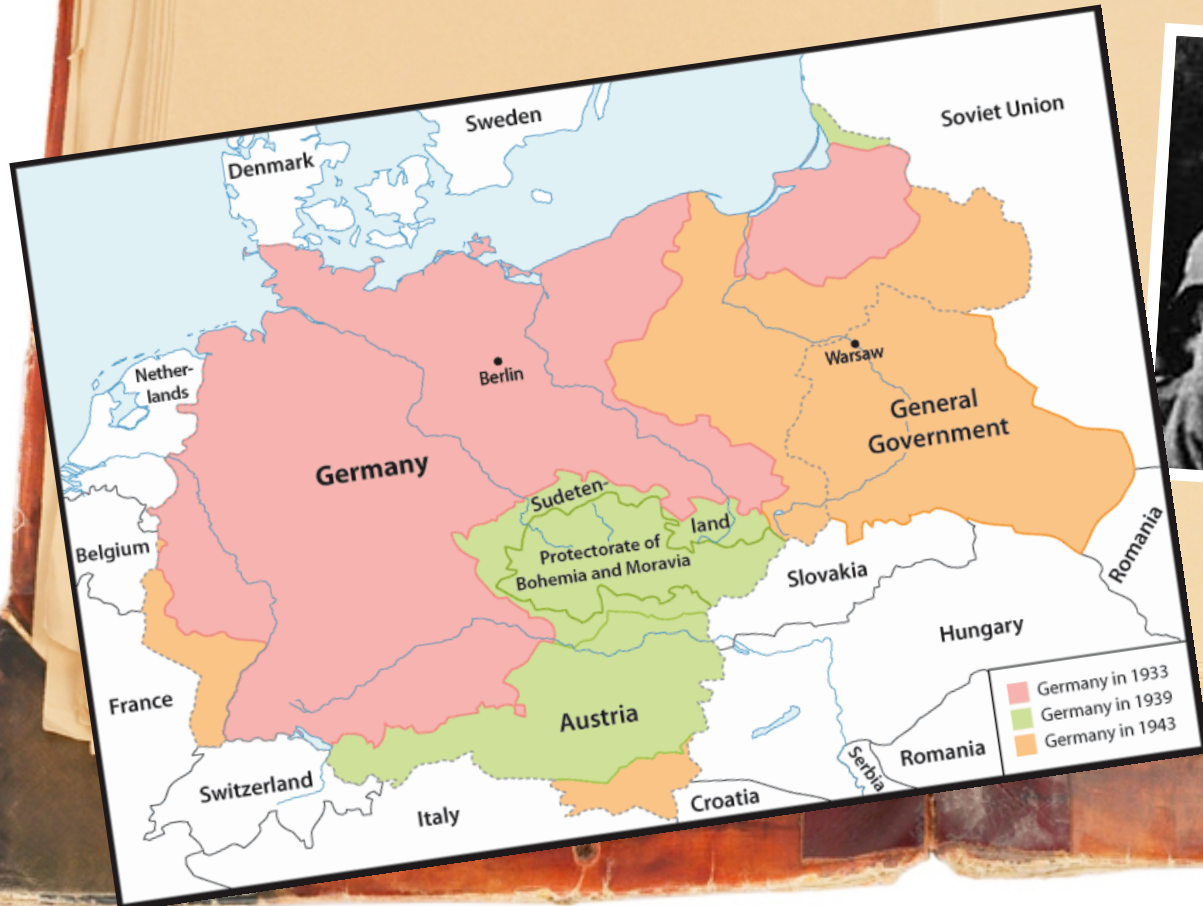 Sweden
Soviet Union
Denmark
Nether-
lands
Berlin
Warsaw
General
Government
Germany
Sudeten-
land
Belgium
Protectorate of
Bohemia and Moravia
Slovakia
Romania
Hungary
France
Austria
Switzerland
Italy
Croatia
Serbia
Romania
Germany in 1933
Germany in 1939
Germany in 1943